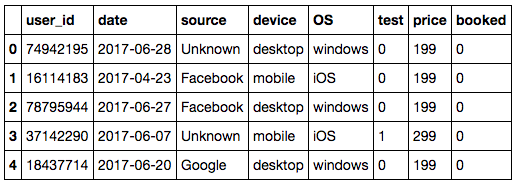 user_id date source device OS test price booked
0 74942195 2017-06-28 Unknown desktop windows 0 199 0
1 16114183 2017-04-23 Facebook mobile iOS 0 199 0
2 78795944 2017-06-27 Facebook desktop windows 0 199 0
3 37142290 2017-06-07 Unknown mobile iOS 1 299 0
4 18437714 2017-06-20 Google desktop windows 0 199 0